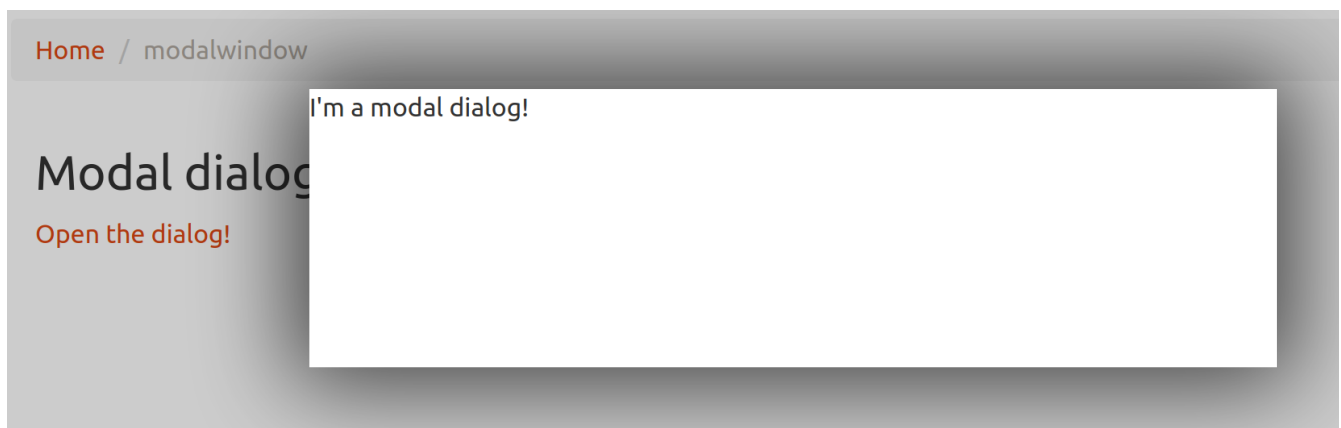 Home / modalwindow
I'm a modal dialog!
Modal dialog
Open the dialog!